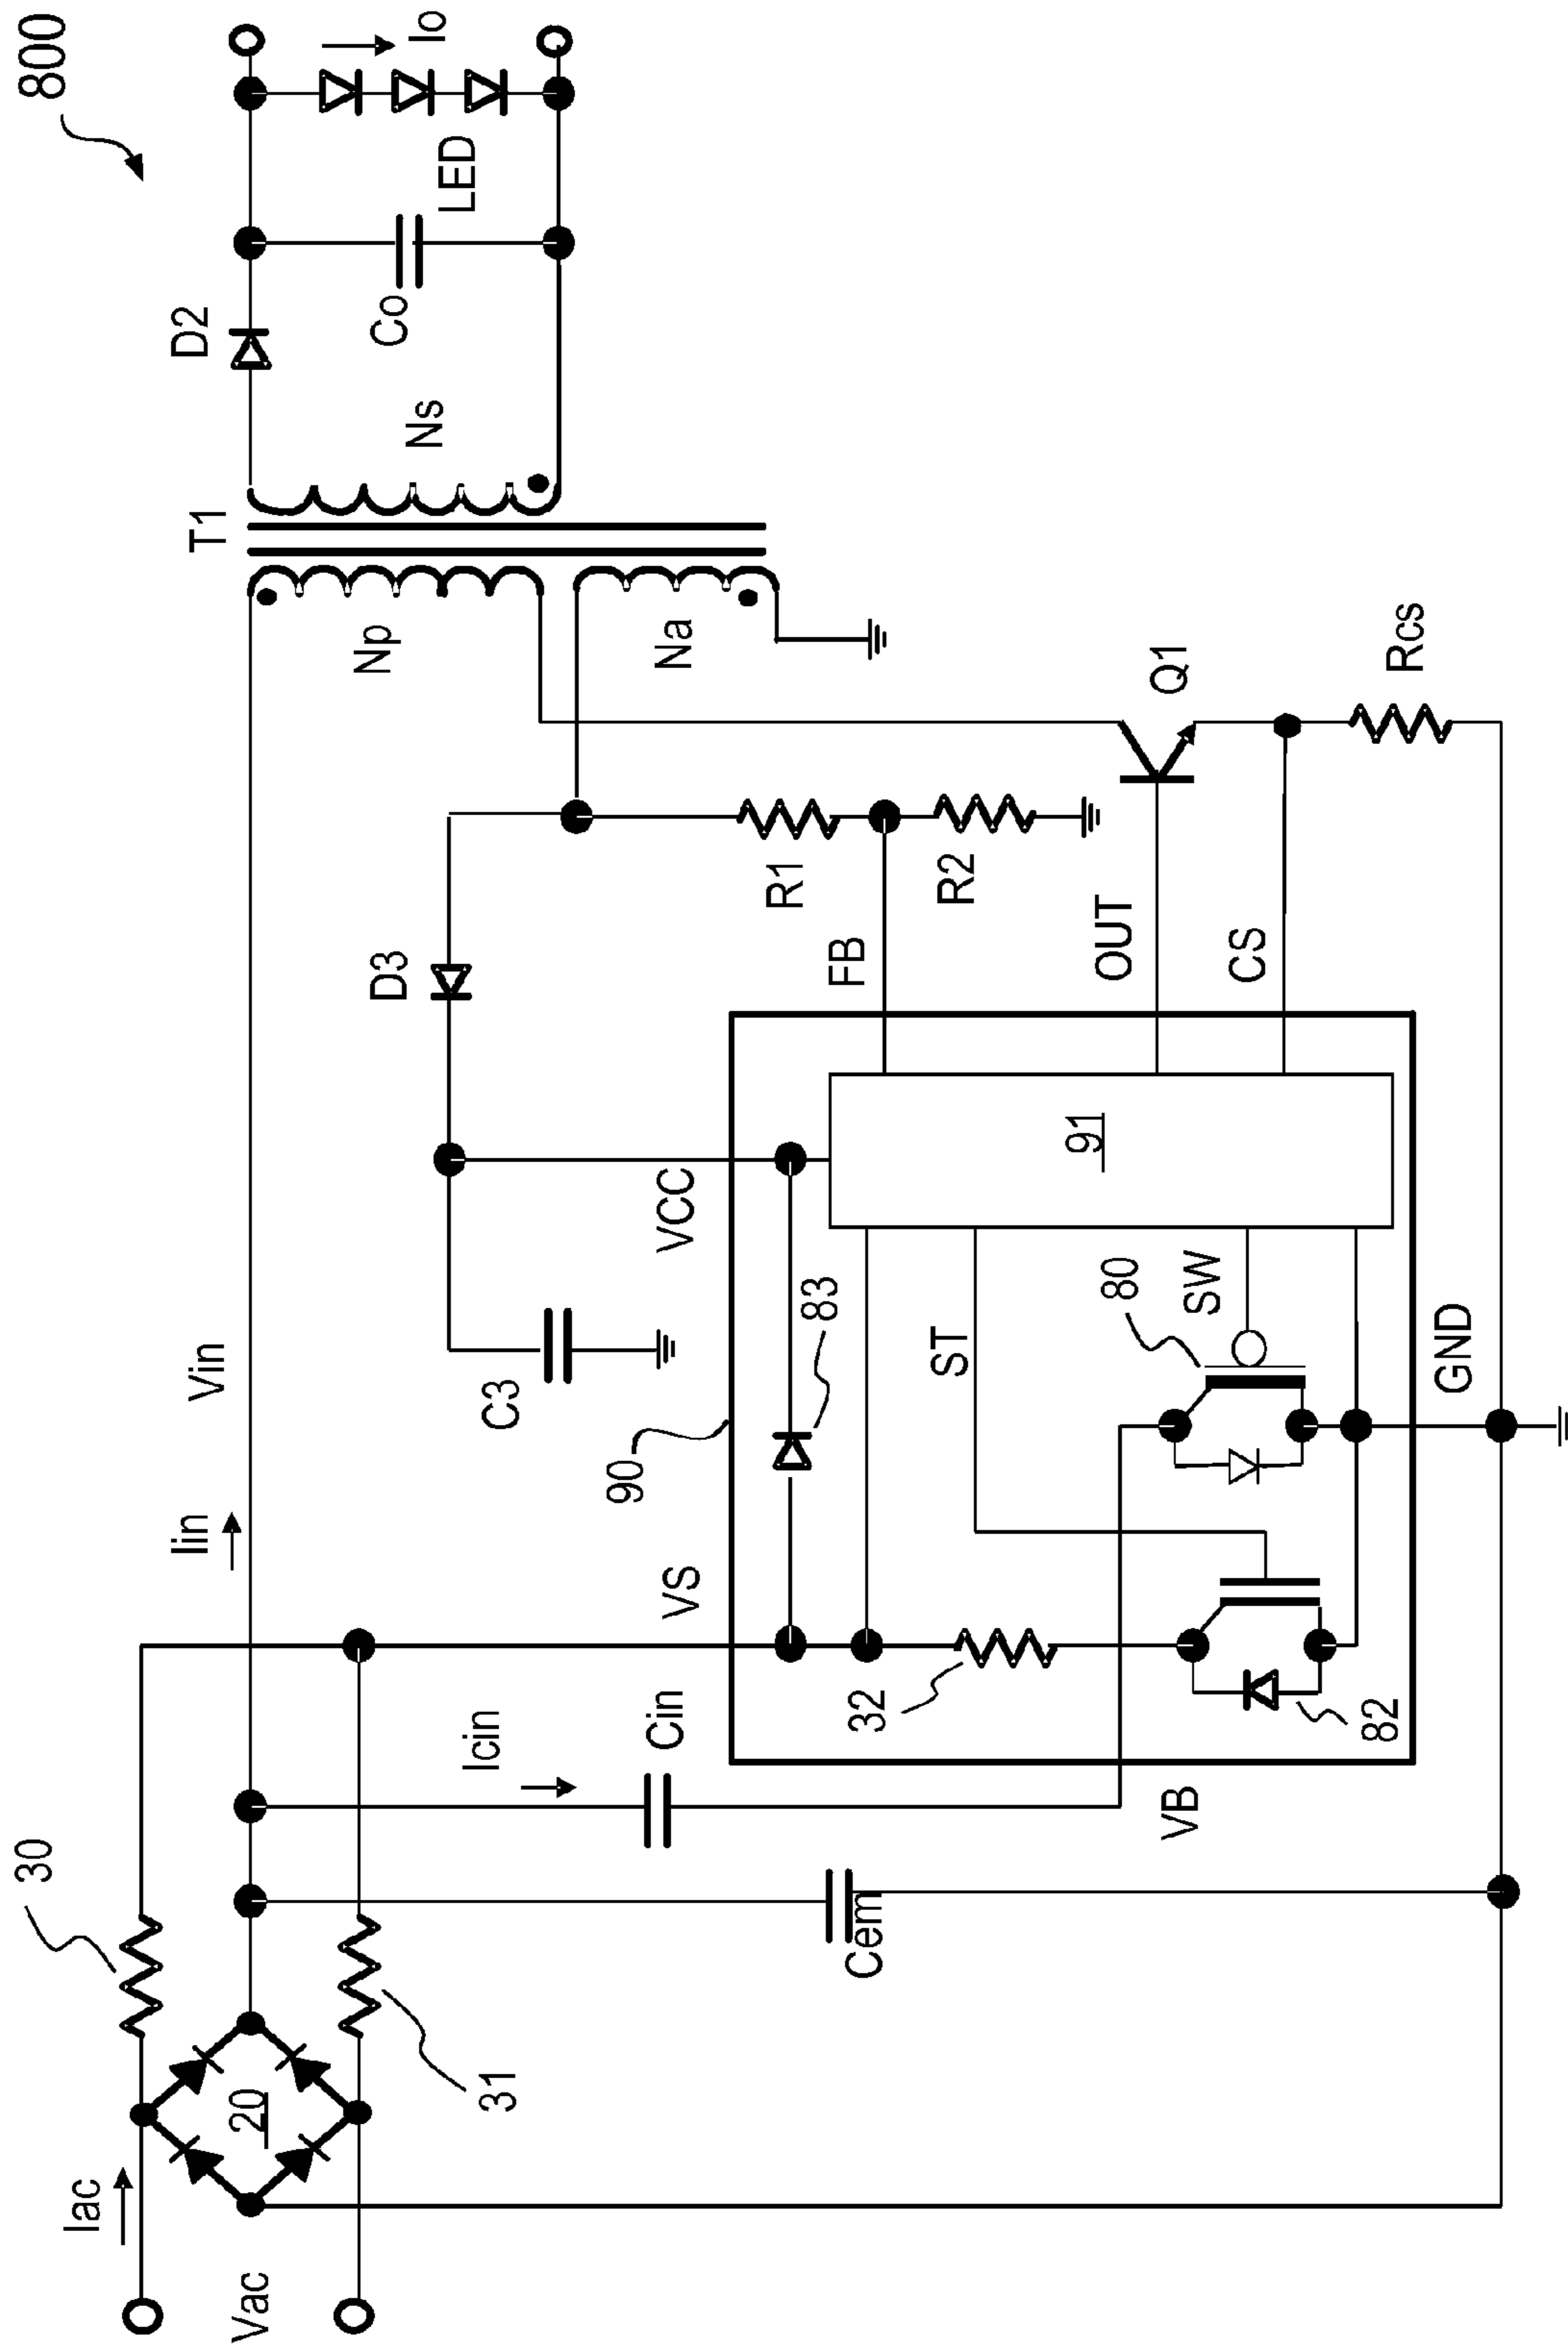 800
Vac
Iac
20
30
31
Iin
Vin
T1
Np
Ns
Na
D2
Co
LED
Io
Icin
Cin
Cem
VS
VB
90
C3
VCC
D3
83
R1
R2
FB
OUT
CS
Q1
Rcs
32
82
ST
80
SW
91
GND